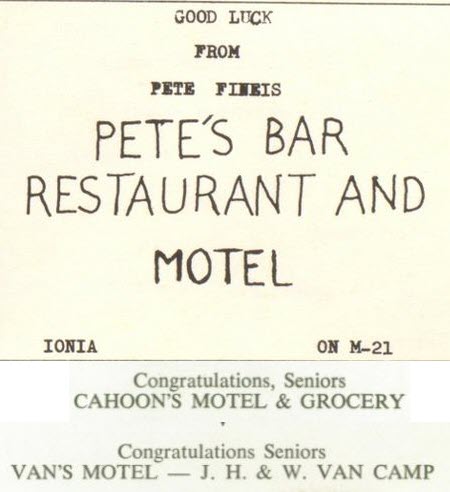 GOOD LUCK
FROM
PETE FINEIS
PETE'S BAR
RESTAURANT AND
MOTEL
IONIA ON M-21
Congratulations, Seniors
CAHOON'S MOTEL & GROCERY
Congratulations Seniors
VAN'S MOTEL — J. H. & W. VAN CAMP